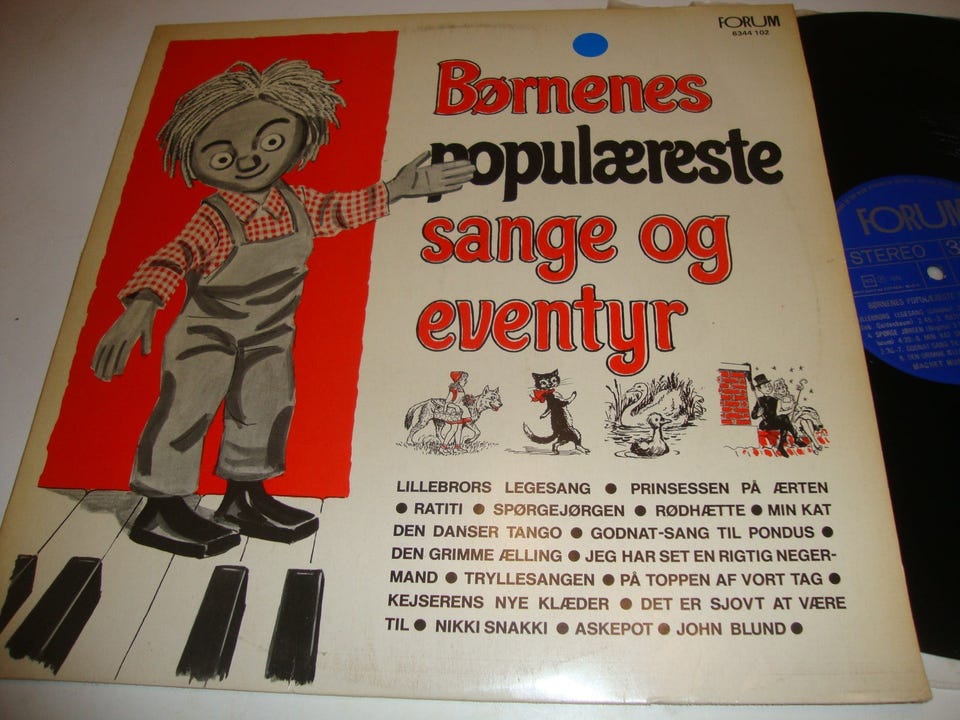 FORUM
6344 102
Børnenes
populæreste
sange og
eventyr
LILLEBRORS LEGESANG ● PRINSESSEN PÅ ÆRTEN
● RATITI ● SPØRGEJØRGEN ● RØDHÆTTE ● MIN KAT
DEN DANSER TANGO ● GODNAT-SANG TIL PONDUS ●
DEN GRIMME ÆLLING ● JEG HAR SET EN RIGTIG NEGER-
MAND ● TRYLLESANGEN ● PÅ TOPPEN AF VORT TAG ●
KEJSERENS NYE KLÆDER ● DET ER SJOVT AT VÆRE
TIL ● NIKKI SNAKKI ● ASKEPOT ● JOHN BLUND ●
FORUM
STEREO
BØRNENES POPULÆRESTE